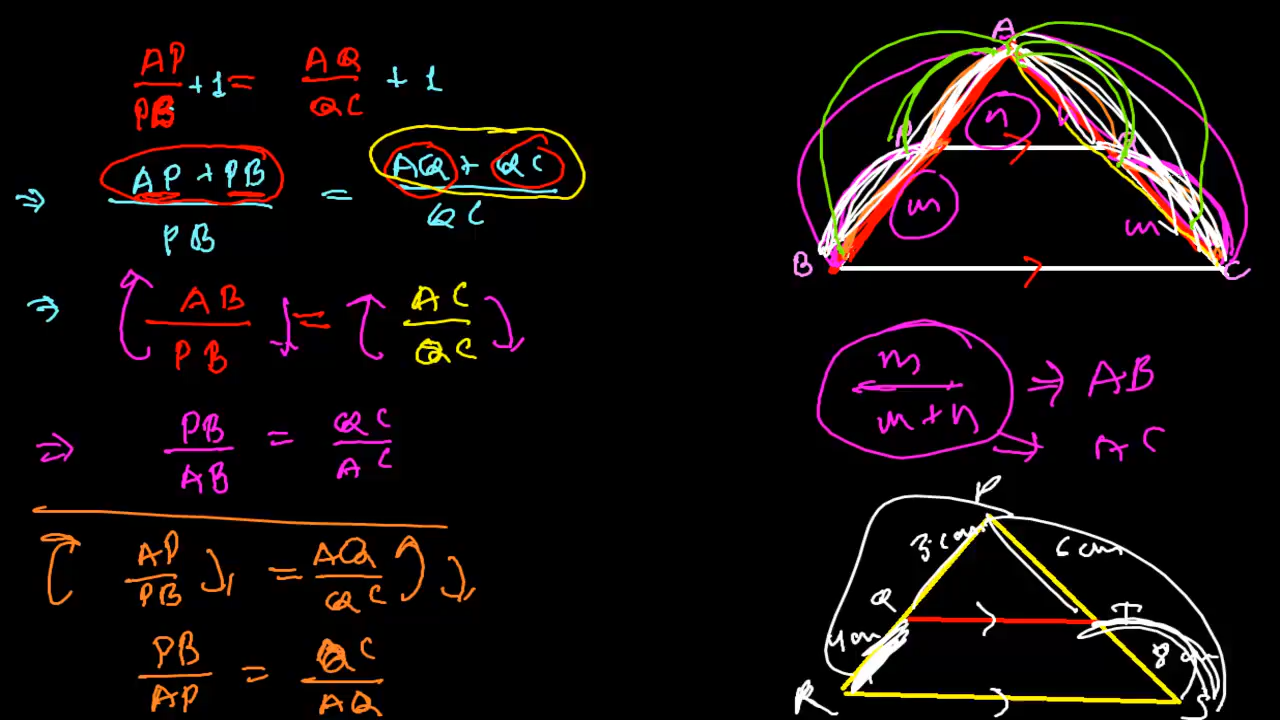 AP/PB + 1 = AQ/QC + 1
⇒ (AP + PB)/PB = (AQ + QC)/QC
⇒ AB/PB = AC/QC
⇒ PB/AB = QC/AC
AP/PB = AQ/QC
PB/AP = QC/AQ
A
n
m
m
B
C
m/(m+n) ⇒ AB
→ AC
P
3 cm
6 cm
Q
T
4 cm
8 cm
R
S